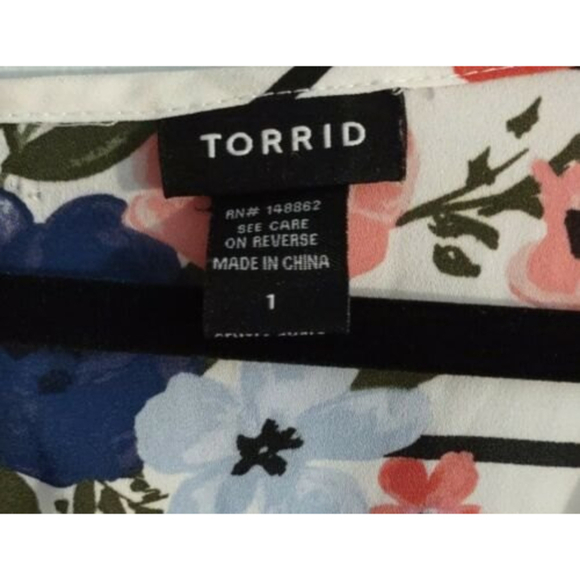 TORRID
RN# 148862
SEE CARE
ON REVERSE
MADE IN CHINA
1